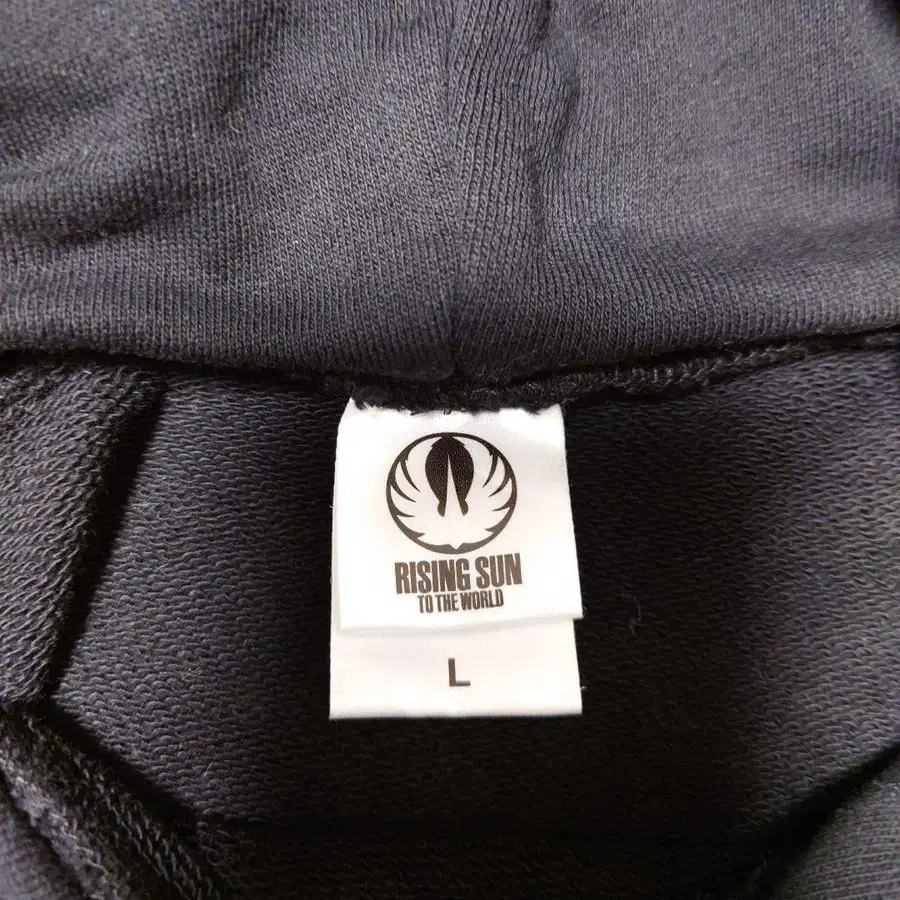 RISING SUN
TO THE WORLD
L